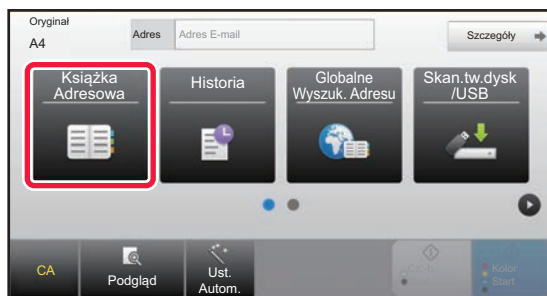 Oryginał
A4
Adres
Adres E-mail
Szczegóły
Książka
Adresowa
Historia
Globalne
Wyszuk. Adresu
Skan.tw.dysk
/USB
CA
Podgląd
Ust.
Autom.
Kolor
Start